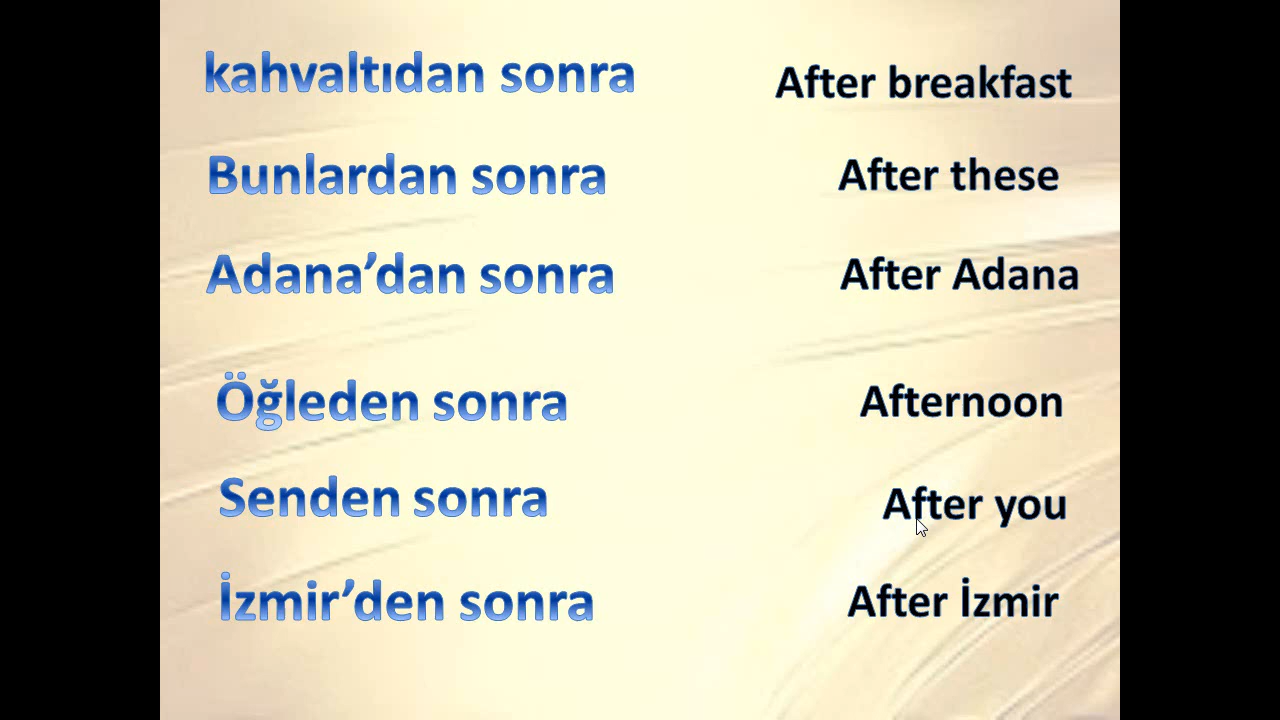 kahvaltıdan sonra After breakfast
Bunlardan sonra After these
Adana’dan sonra After Adana
Öğleden sonra Afternoon
Senden sonra After you
İzmir’den sonra After İzmir